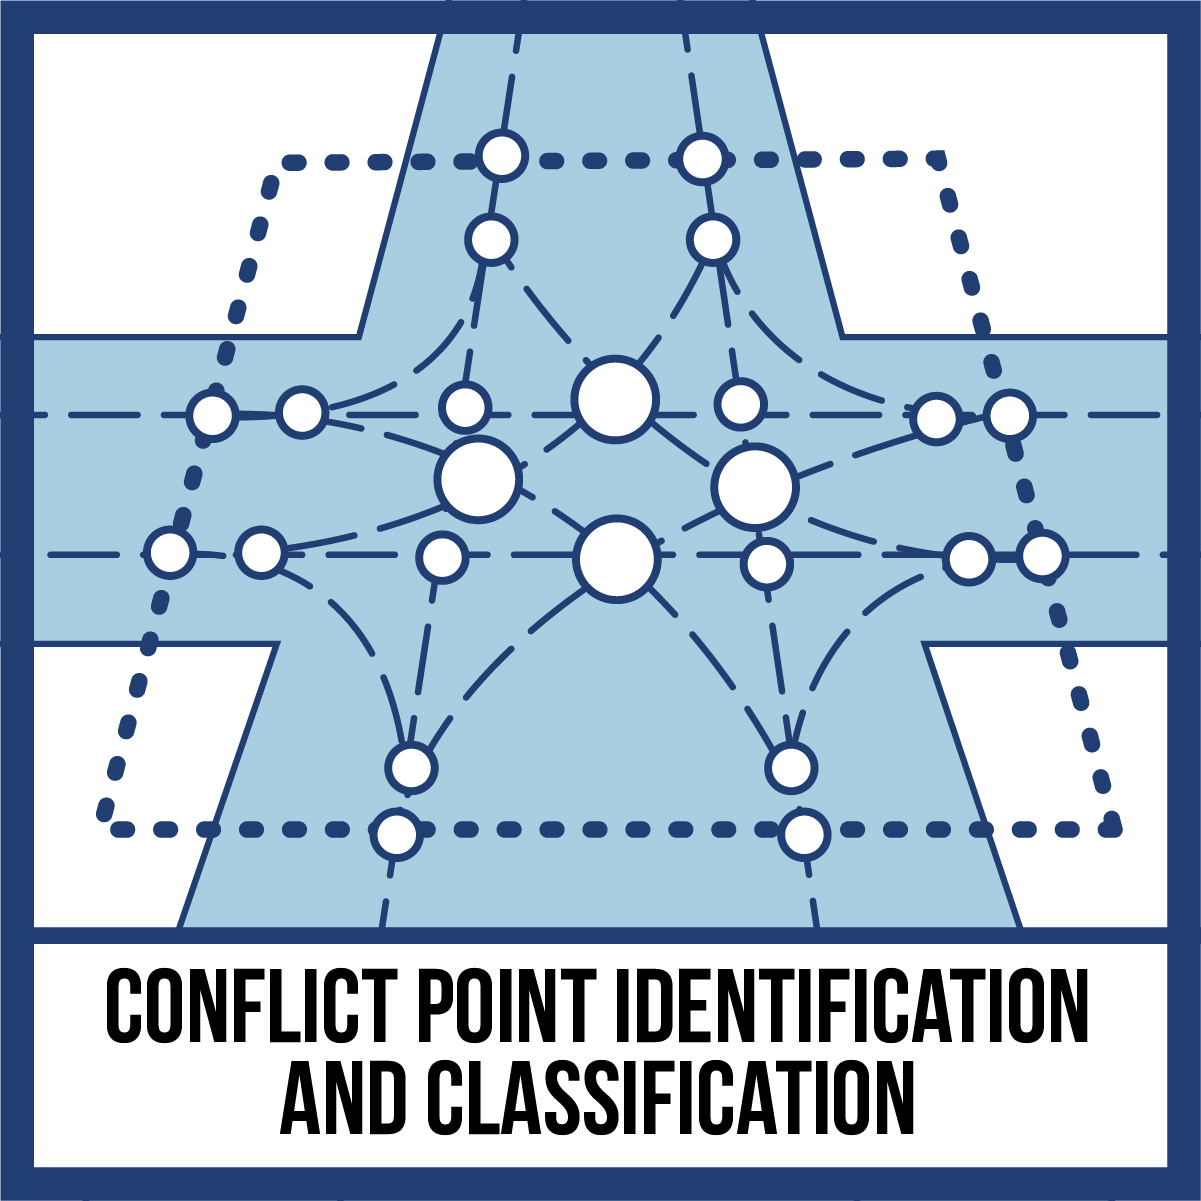 CONFLICT POINT IDENTIFICATION
AND CLASSIFICATION